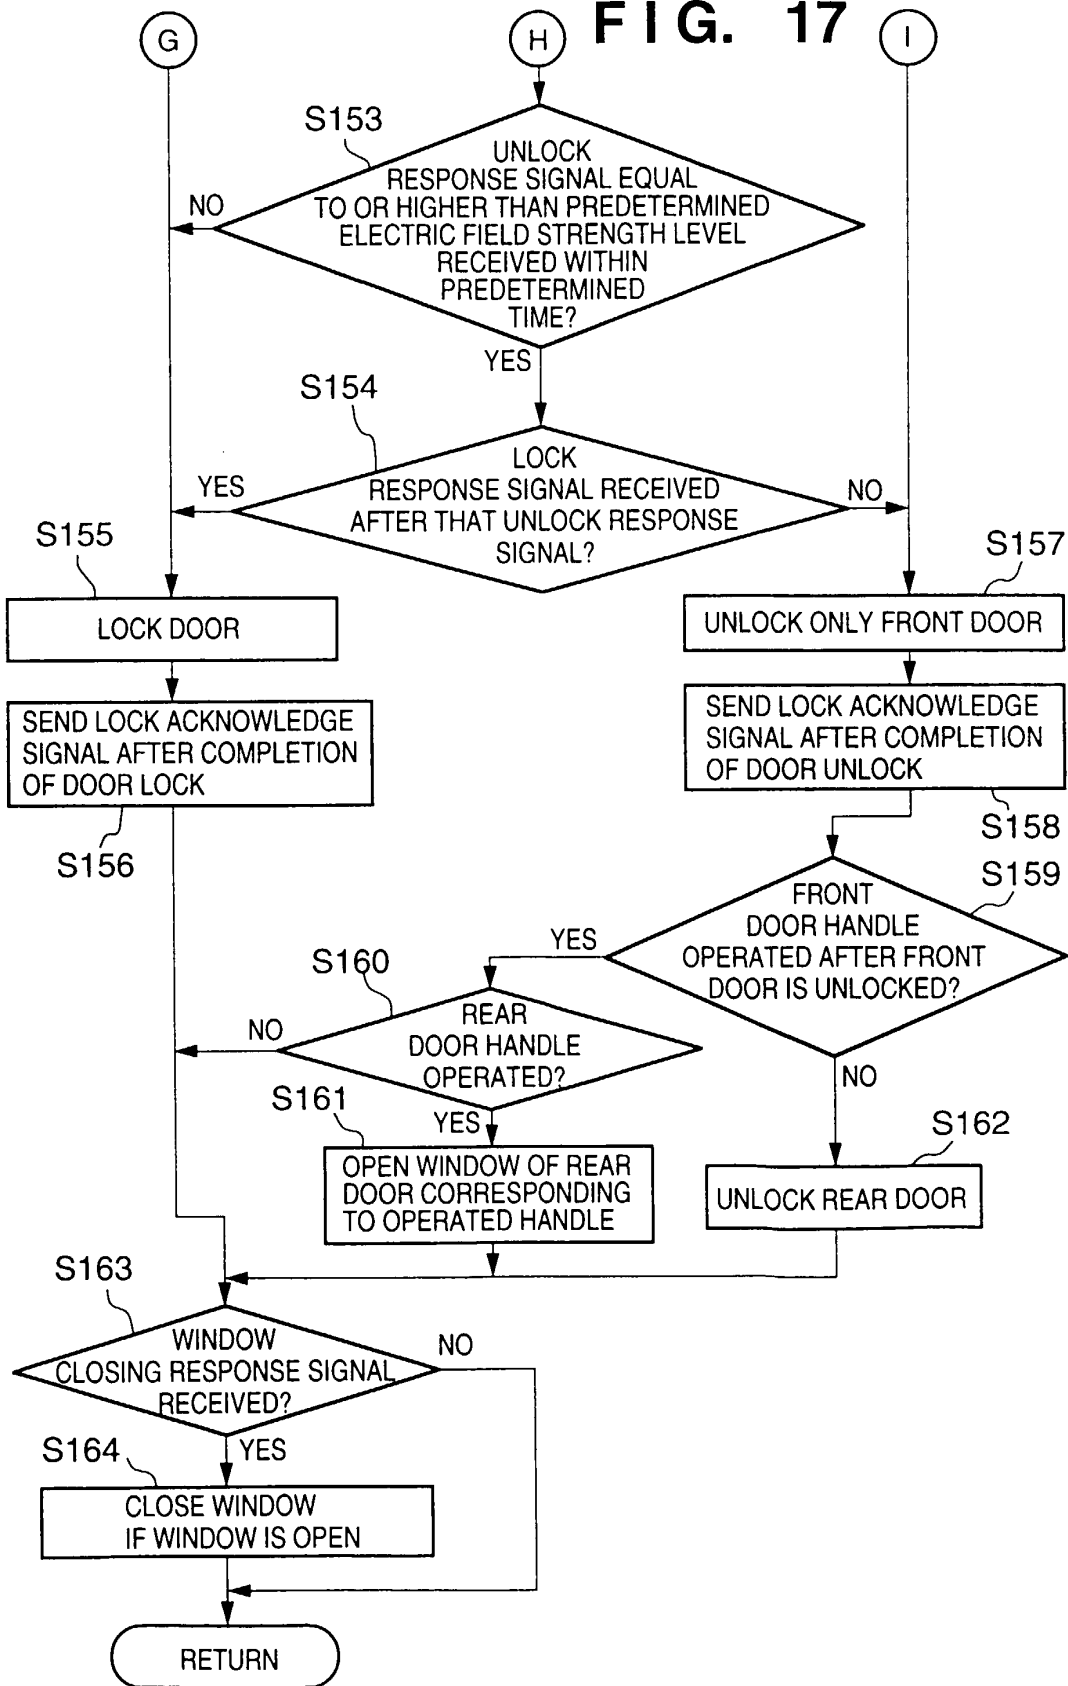 FIG. 17
G
H
I
S153
UNLOCK
RESPONSE SIGNAL EQUAL
TO OR HIGHER THAN PREDETERMINED
ELECTRIC FIELD STRENGTH LEVEL
RECEIVED WITHIN
PREDETERMINED
TIME?
NO
YES
S154
LOCK
RESPONSE SIGNAL RECEIVED
AFTER THAT UNLOCK RESPONSE
SIGNAL?
YES
NO
S155
LOCK DOOR
S157
UNLOCK ONLY FRONT DOOR
SEND LOCK ACKNOWLEDGE
SIGNAL AFTER COMPLETION
OF DOOR LOCK
S156
SEND LOCK ACKNOWLEDGE
SIGNAL AFTER COMPLETION
OF DOOR UNLOCK
S158
S159
FRONT
DOOR HANDLE
OPERATED AFTER FRONT
DOOR IS UNLOCKED?
YES
NO
S160
REAR
DOOR HANDLE
OPERATED?
NO
YES
S161
OPEN WINDOW OF REAR
DOOR CORRESPONDING
TO OPERATED HANDLE
S162
UNLOCK REAR DOOR
S163
WINDOW
CLOSING RESPONSE SIGNAL
RECEIVED?
NO
YES
S164
CLOSE WINDOW
IF WINDOW IS OPEN
RETURN